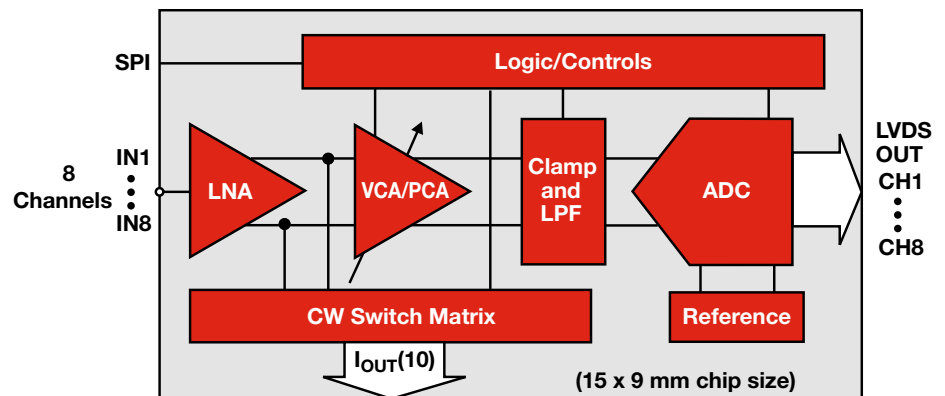 SPI
Logic/Controls
8
Channels
IN1
IN8
LNA
VCA/PCA
Clamp
and
LPF
ADC
LVDS
OUT
CH1
CH8
CW Switch Matrix
Reference
IOUT(10)
(15 x 9 mm chip size)